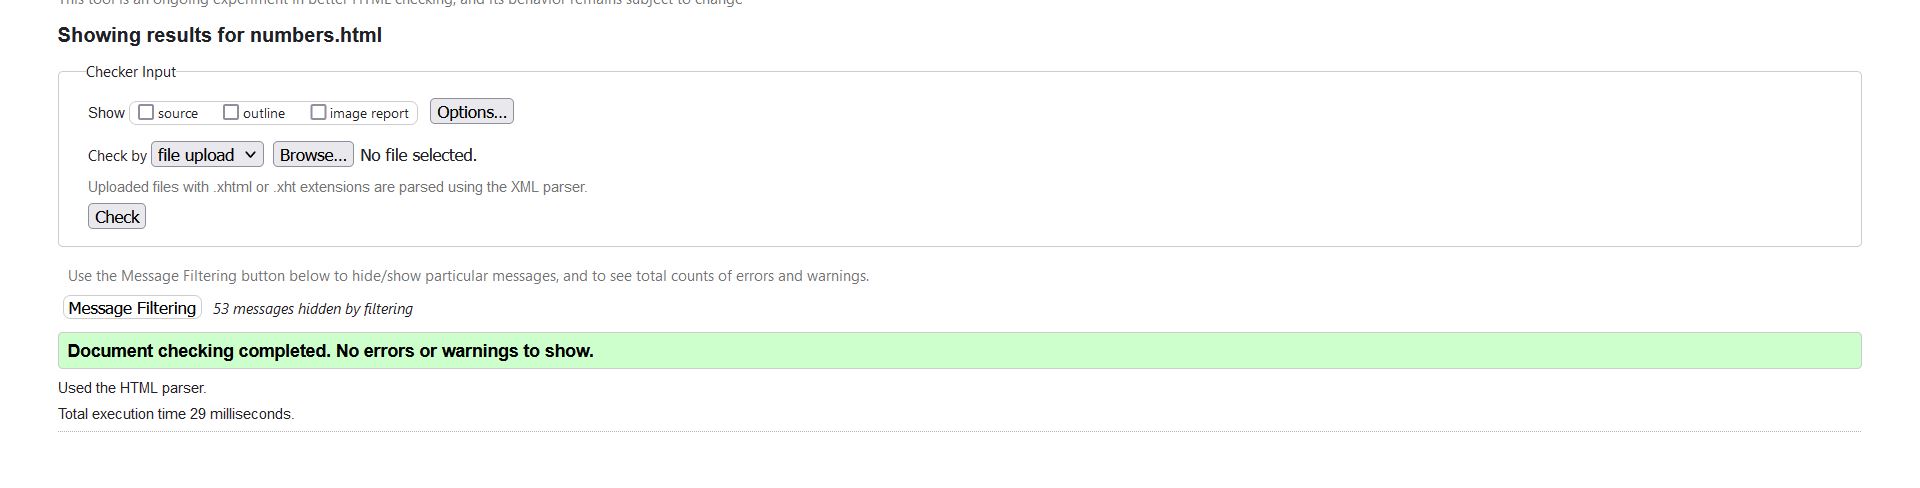 This tool is an ongoing experiment in better HTML checking, and its behavior remains subject to change
Showing results for numbers.html
Checker Input
Show source outline image report Options...
Check by file upload Browse... No file selected.
Uploaded files with .xhtml or .xht extensions are parsed using the XML parser.
Check
Use the Message Filtering button below to hide/show particular messages, and to see total counts of errors and warnings.
Message Filtering 53 messages hidden by filtering
Document checking completed. No errors or warnings to show.
Used the HTML parser.
Total execution time 29 milliseconds.